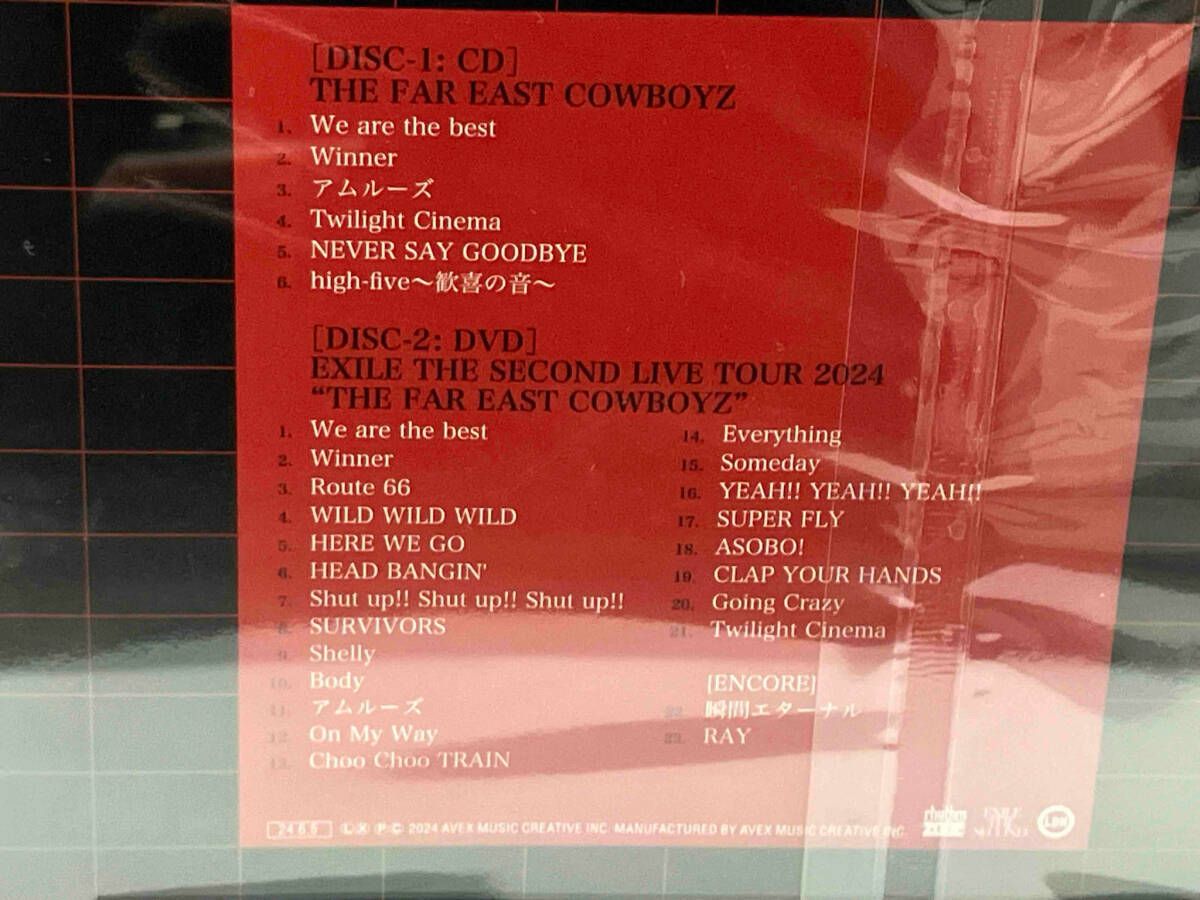 [DISC-1: CD]
THE FAR EAST COWBOYZ
1. We are the best
2. Winner
3. アムルーズ
4. Twilight Cinema
5. NEVER SAY GOODBYE
6. high-five〜歓喜の音〜
[DISC-2: DVD]
EXILE THE SECOND LIVE TOUR 2024
“THE FAR EAST COWBOYZ”
1. We are the best
2. Winner
3. Route 66
4. WILD WILD WILD
5. HERE WE GO
6. HEAD BANGIN'
7. Shut up!! Shut up!! Shut up!!
8. SURVIVORS
9. Shelly
10. Body
11. アムルーズ
12. On My Way
13. Choo Choo TRAIN
14. Everything
15. Someday
16. YEAH!! YEAH!! YEAH!!
17. SUPER FLY
18. ASOBO!
19. CLAP YOUR HANDS
20. Going Crazy
21. Twilight Cinema
[ENCORE]
22. 瞬間エターナル
23. RAY
Ⓛ Ⓧ Ⓟ Ⓒ 2024 AVEX MUSIC CREATIVE INC. MANUFACTURED BY AVEX MUSIC CREATIVE INC.
rhythm zone
LDH